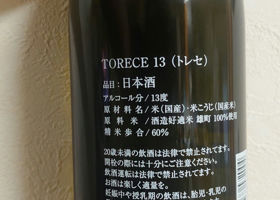 TORECE 13（トレセ）
品目：日本酒
アルコール分 / 13度
原材料名 / 米（国産）・米こうじ（国産米）
原料米 / 酒造好適米 雄町 100%使用
精米歩合 / 60%
20歳未満の飲酒は法律で禁止されています。
開栓の際には十分にご注意ください。
飲酒運転は法律で禁止されています。
お酒は楽しく適量を。
妊娠中や授乳期の飲酒は、胎児・乳児の